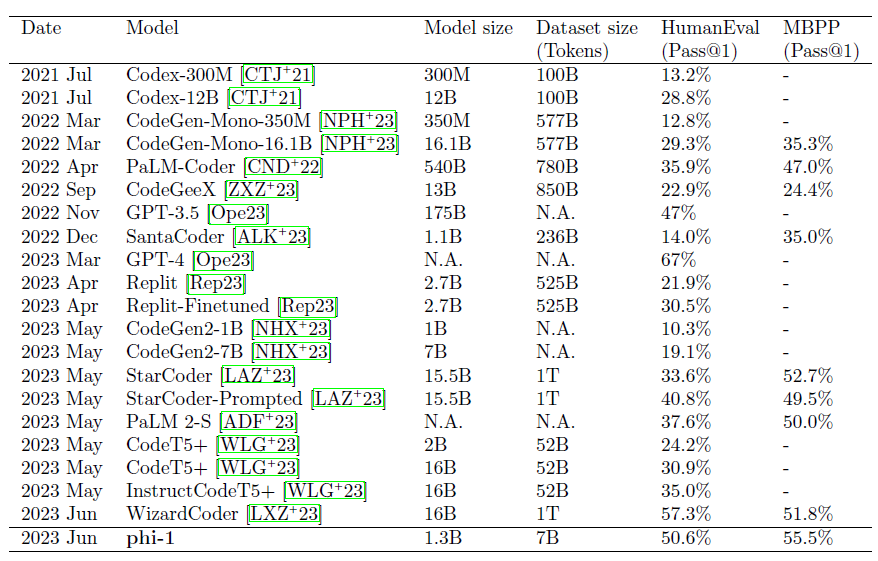 Date Model Model size Dataset size HumanEval MBPP
(Tokens) (Pass@1) (Pass@1)
2021 Jul Codex-300M [CTJ+21] 300M 100B 13.2% -
2021 Jul Codex-12B [CTJ+21] 12B 100B 28.8% -
2022 Mar CodeGen-Mono-350M [NPH+23] 350M 577B 12.8% -
2022 Mar CodeGen-Mono-16.1B [NPH+23] 16.1B 577B 29.3% 35.3%
2022 Apr PaLM-Coder [CND+22] 540B 780B 35.9% 47.0%
2022 Sep CodeGeeX [ZXZ+23] 13B 850B 22.9% 24.4%
2022 Nov GPT-3.5 [Ope23] 175B N.A. 47% -
2022 Dec SantaCoder [ALK+23] 1.1B 236B 14.0% 35.0%
2023 Mar GPT-4 [Ope23] N.A. N.A. 67% -
2023 Apr Replit [Rep23] 2.7B 525B 21.9% -
2023 Apr Replit-Finetuned [Rep23] 2.7B 525B 30.5% -
2023 May CodeGen2-1B [NHX+23] 1B N.A. 10.3% -
2023 May CodeGen2-7B [NHX+23] 7B N.A. 19.1% -
2023 May StarCoder [LAZ+23] 15.5B 1T 33.6% 52.7%
2023 May StarCoder-Prompted [LAZ+23] 15.5B 1T 40.8% 49.5%
2023 May PaLM 2-S [ADF+23] N.A. N.A. 37.6% 50.0%
2023 May CodeT5+ [WLG+23] 2B 52B 24.2% -
2023 May CodeT5+ [WLG+23] 16B 52B 30.9% -
2023 May InstructCodeT5+ [WLG+23] 16B 52B 35.0% -
2023 Jun WizardCoder [LXZ+23] 16B 1T 57.3% 51.8%
2023 Jun phi-1 1.3B 7B 50.6% 55.5%